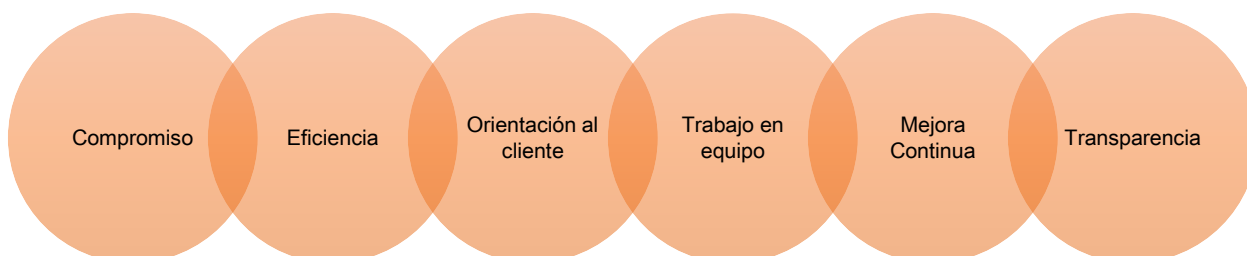 Compromiso
Eficiencia
Orientación al
cliente
Trabajo en
equipo
Mejora
Continua
Transparencia